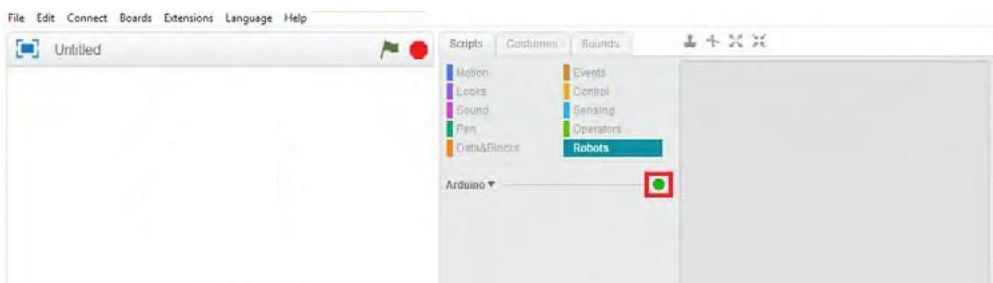 File Edit Connect Boards Extensions Language Help
Untitled
Scripts Costumes Sounds
Motion Events
Looks Control
Sound Sensing
Pen Operators
Data&Blocks Robots
Arduino